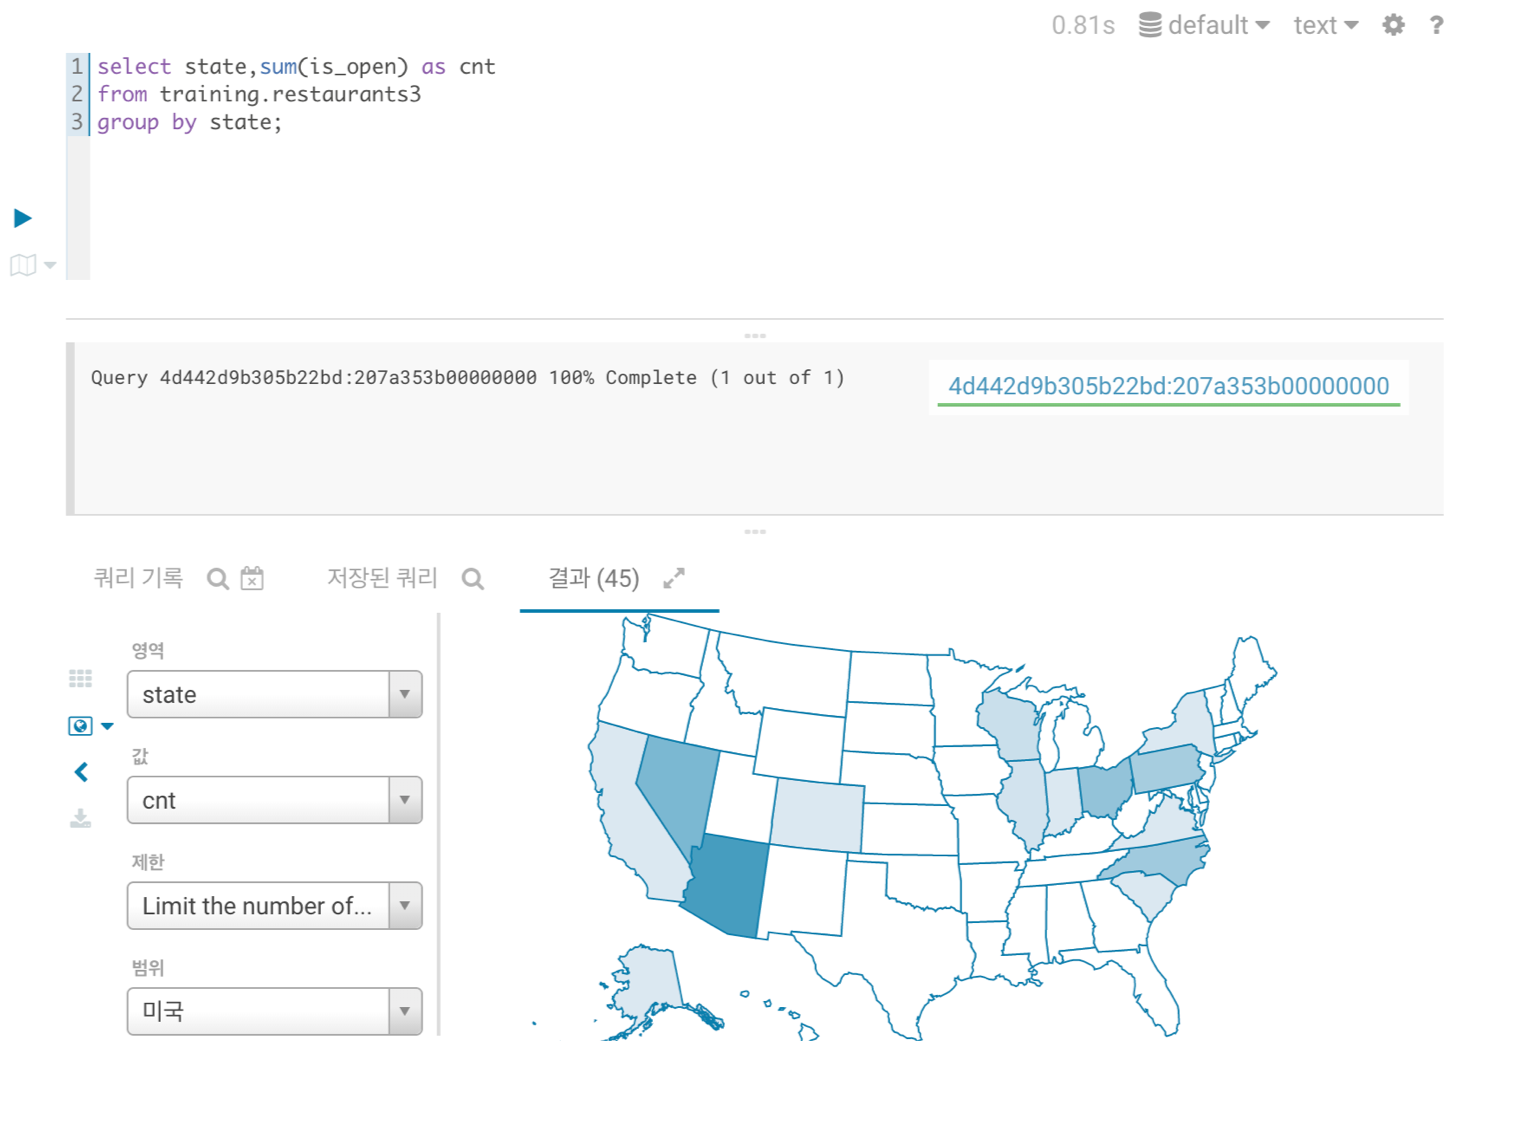 0.81s default text ?
1 select state,sum(is_open) as cnt
2 from training.restaurants3
3 group by state;
Query 4d442d9b305b22bd:207a353b00000000 100% Complete (1 out of 1)
4d442d9b305b22bd:207a353b00000000
쿼리 기록 저장된 쿼리 결과 (45)
영역
state
값
cnt
제한
Limit the number of...
범위
미국